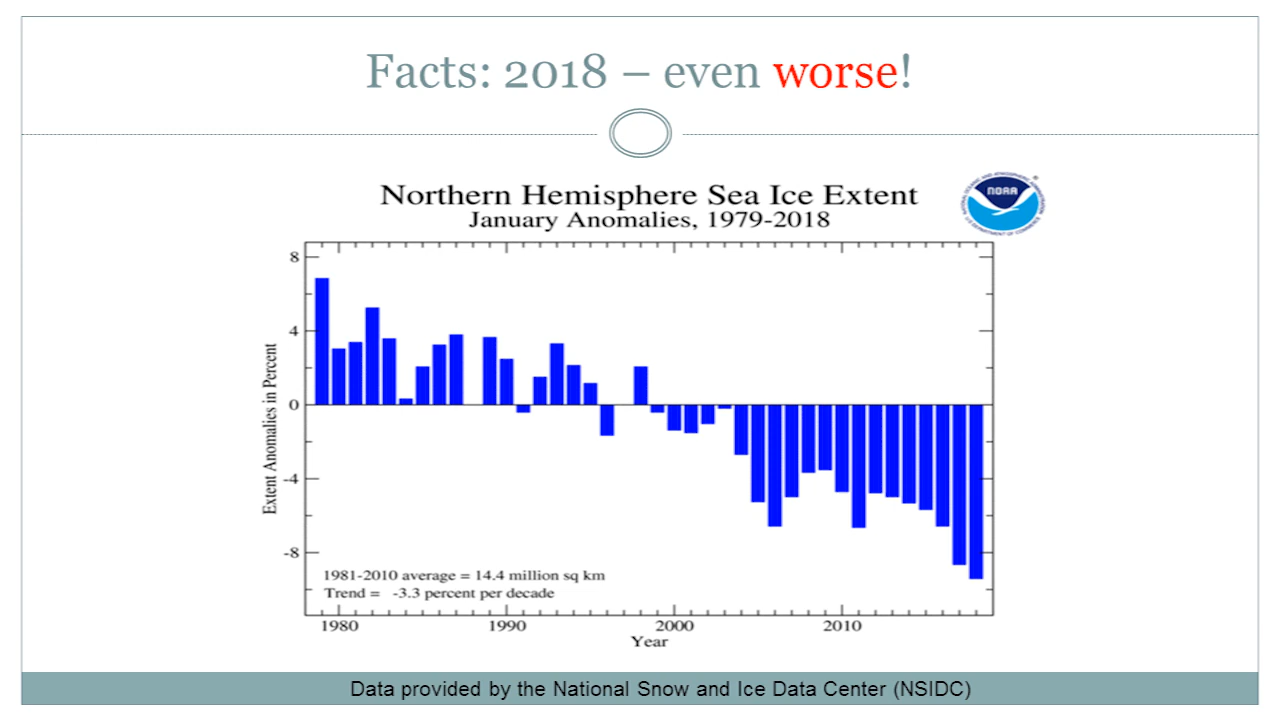 Facts: 2018 – even worse!
Northern Hemisphere Sea Ice Extent
January Anomalies, 1979-2018
NOAA
8
4
0
-4
-8
Extent Anomalies in Percent
1981-2010 average = 14.4 million sq km
Trend = -3.3 percent per decade
1980 1990 2000 2010
Year
Data provided by the National Snow and Ice Data Center (NSIDC)